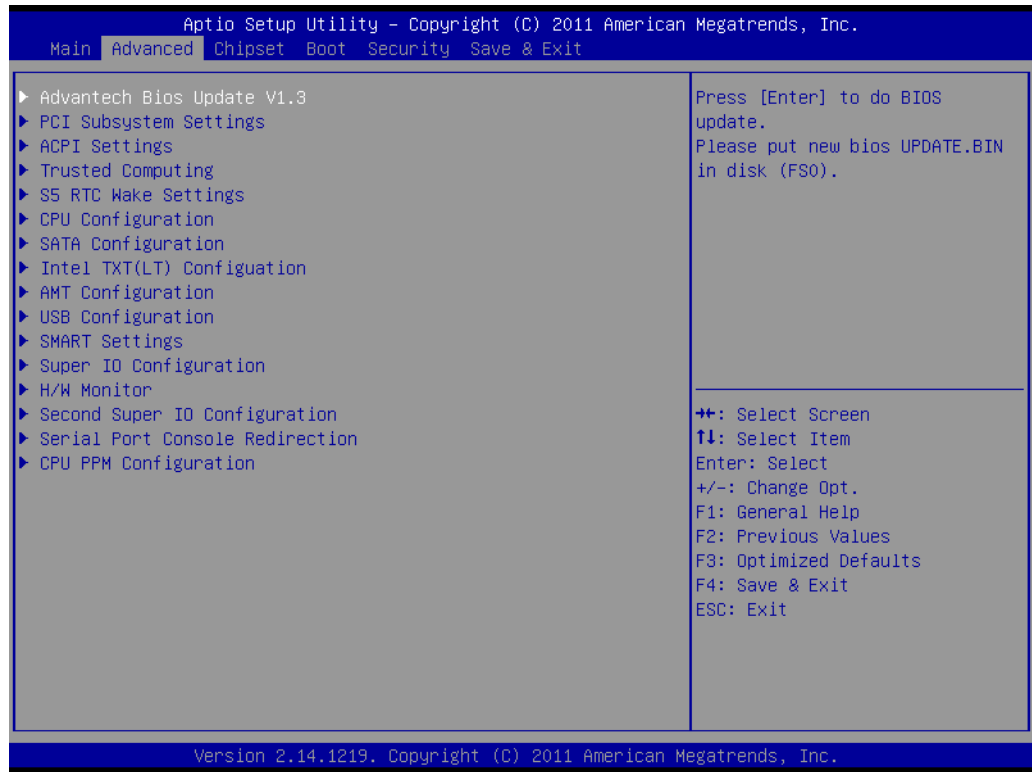 Aptio Setup Utility – Copyright (C) 2011 American Megatrends, Inc.
Main Advanced Chipset Boot Security Save & Exit
▶ Advantech Bios Update V1.3
▶ PCI Subsystem Settings
▶ ACPI Settings
▶ Trusted Computing
▶ S5 RTC Wake Settings
▶ CPU Configuration
▶ SATA Configuration
▶ Intel TXT(LT) Configuation
▶ AMT Configuration
▶ USB Configuration
▶ SMART Settings
▶ Super IO Configuration
▶ H/W Monitor
▶ Second Super IO Configuration
▶ Serial Port Console Redirection
▶ CPU PPM Configuration
Press [Enter] to do BIOS
update.
Please put new bios UPDATE.BIN
in disk (FS0).
→←: Select Screen
↑↓: Select Item
Enter: Select
+/-: Change Opt.
F1: General Help
F2: Previous Values
F3: Optimized Defaults
F4: Save & Exit
ESC: Exit
Version 2.14.1219. Copyright (C) 2011 American Megatrends, Inc.